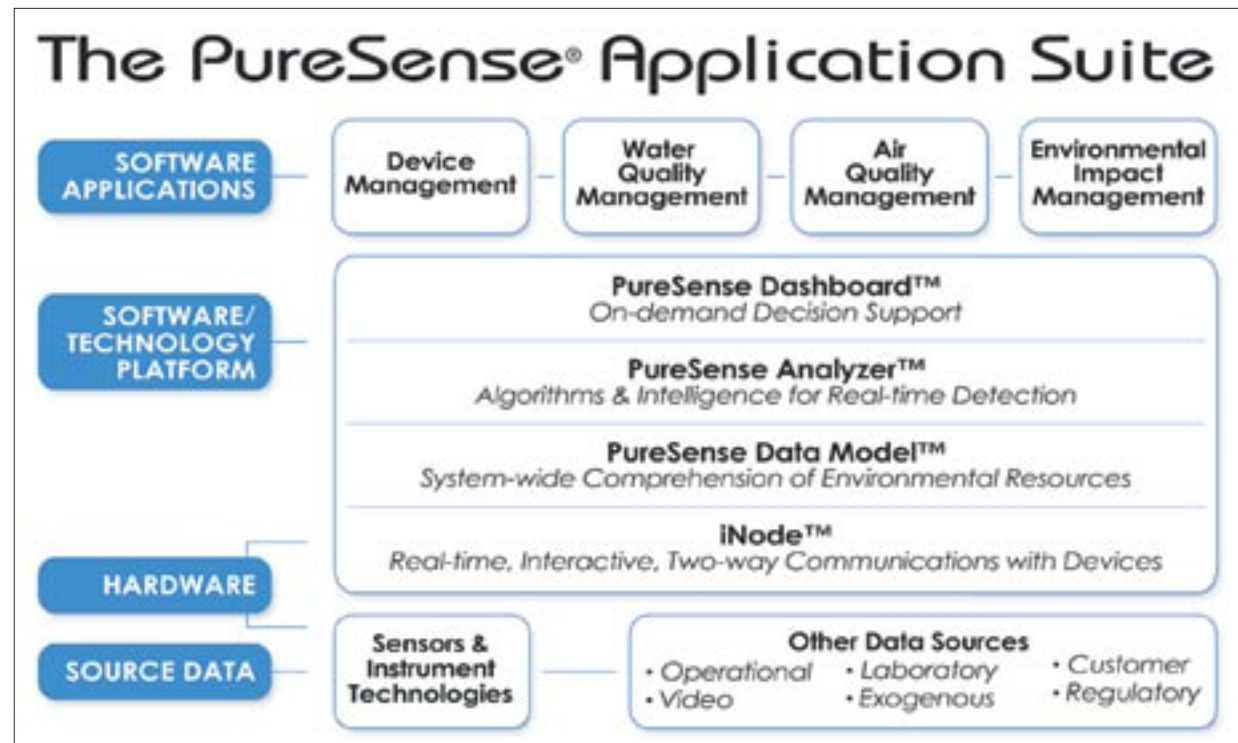 The PureSense® Application Suite
SOFTWARE
APPLICATIONS
Device
Management
Water
Quality
Management
Air
Quality
Management
Environmental
Impact
Management
SOFTWARE/
TECHNOLOGY
PLATFORM
PureSense Dashboard™
On-demand Decision Support
PureSense Analyzer™
Algorithms & Intelligence for Real-time Detection
PureSense Data Model™
System-wide Comprehension of Environmental Resources
iNode™
Real-time, Interactive, Two-way Communications with Devices
HARDWARE
SOURCE DATA
Sensors &
Instrument
Technologies
Other Data Sources
• Operational • Laboratory • Customer
• Video • Exogenous • Regulatory